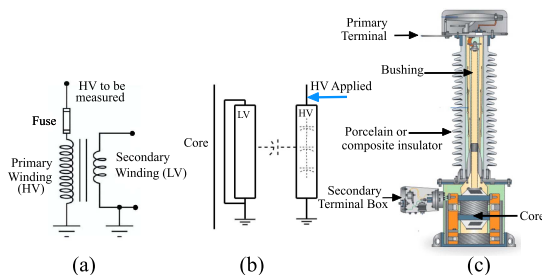 HV to be
measured
Fuse
Primary
Winding
(HV)
Secondary
Winding (LV)
(a)
HV Applied
LV
HV
Core
(b)
Primary
Terminal
Bushing
Porcelain or
composite insulator
Secondary
Terminal Box
Core
(c)